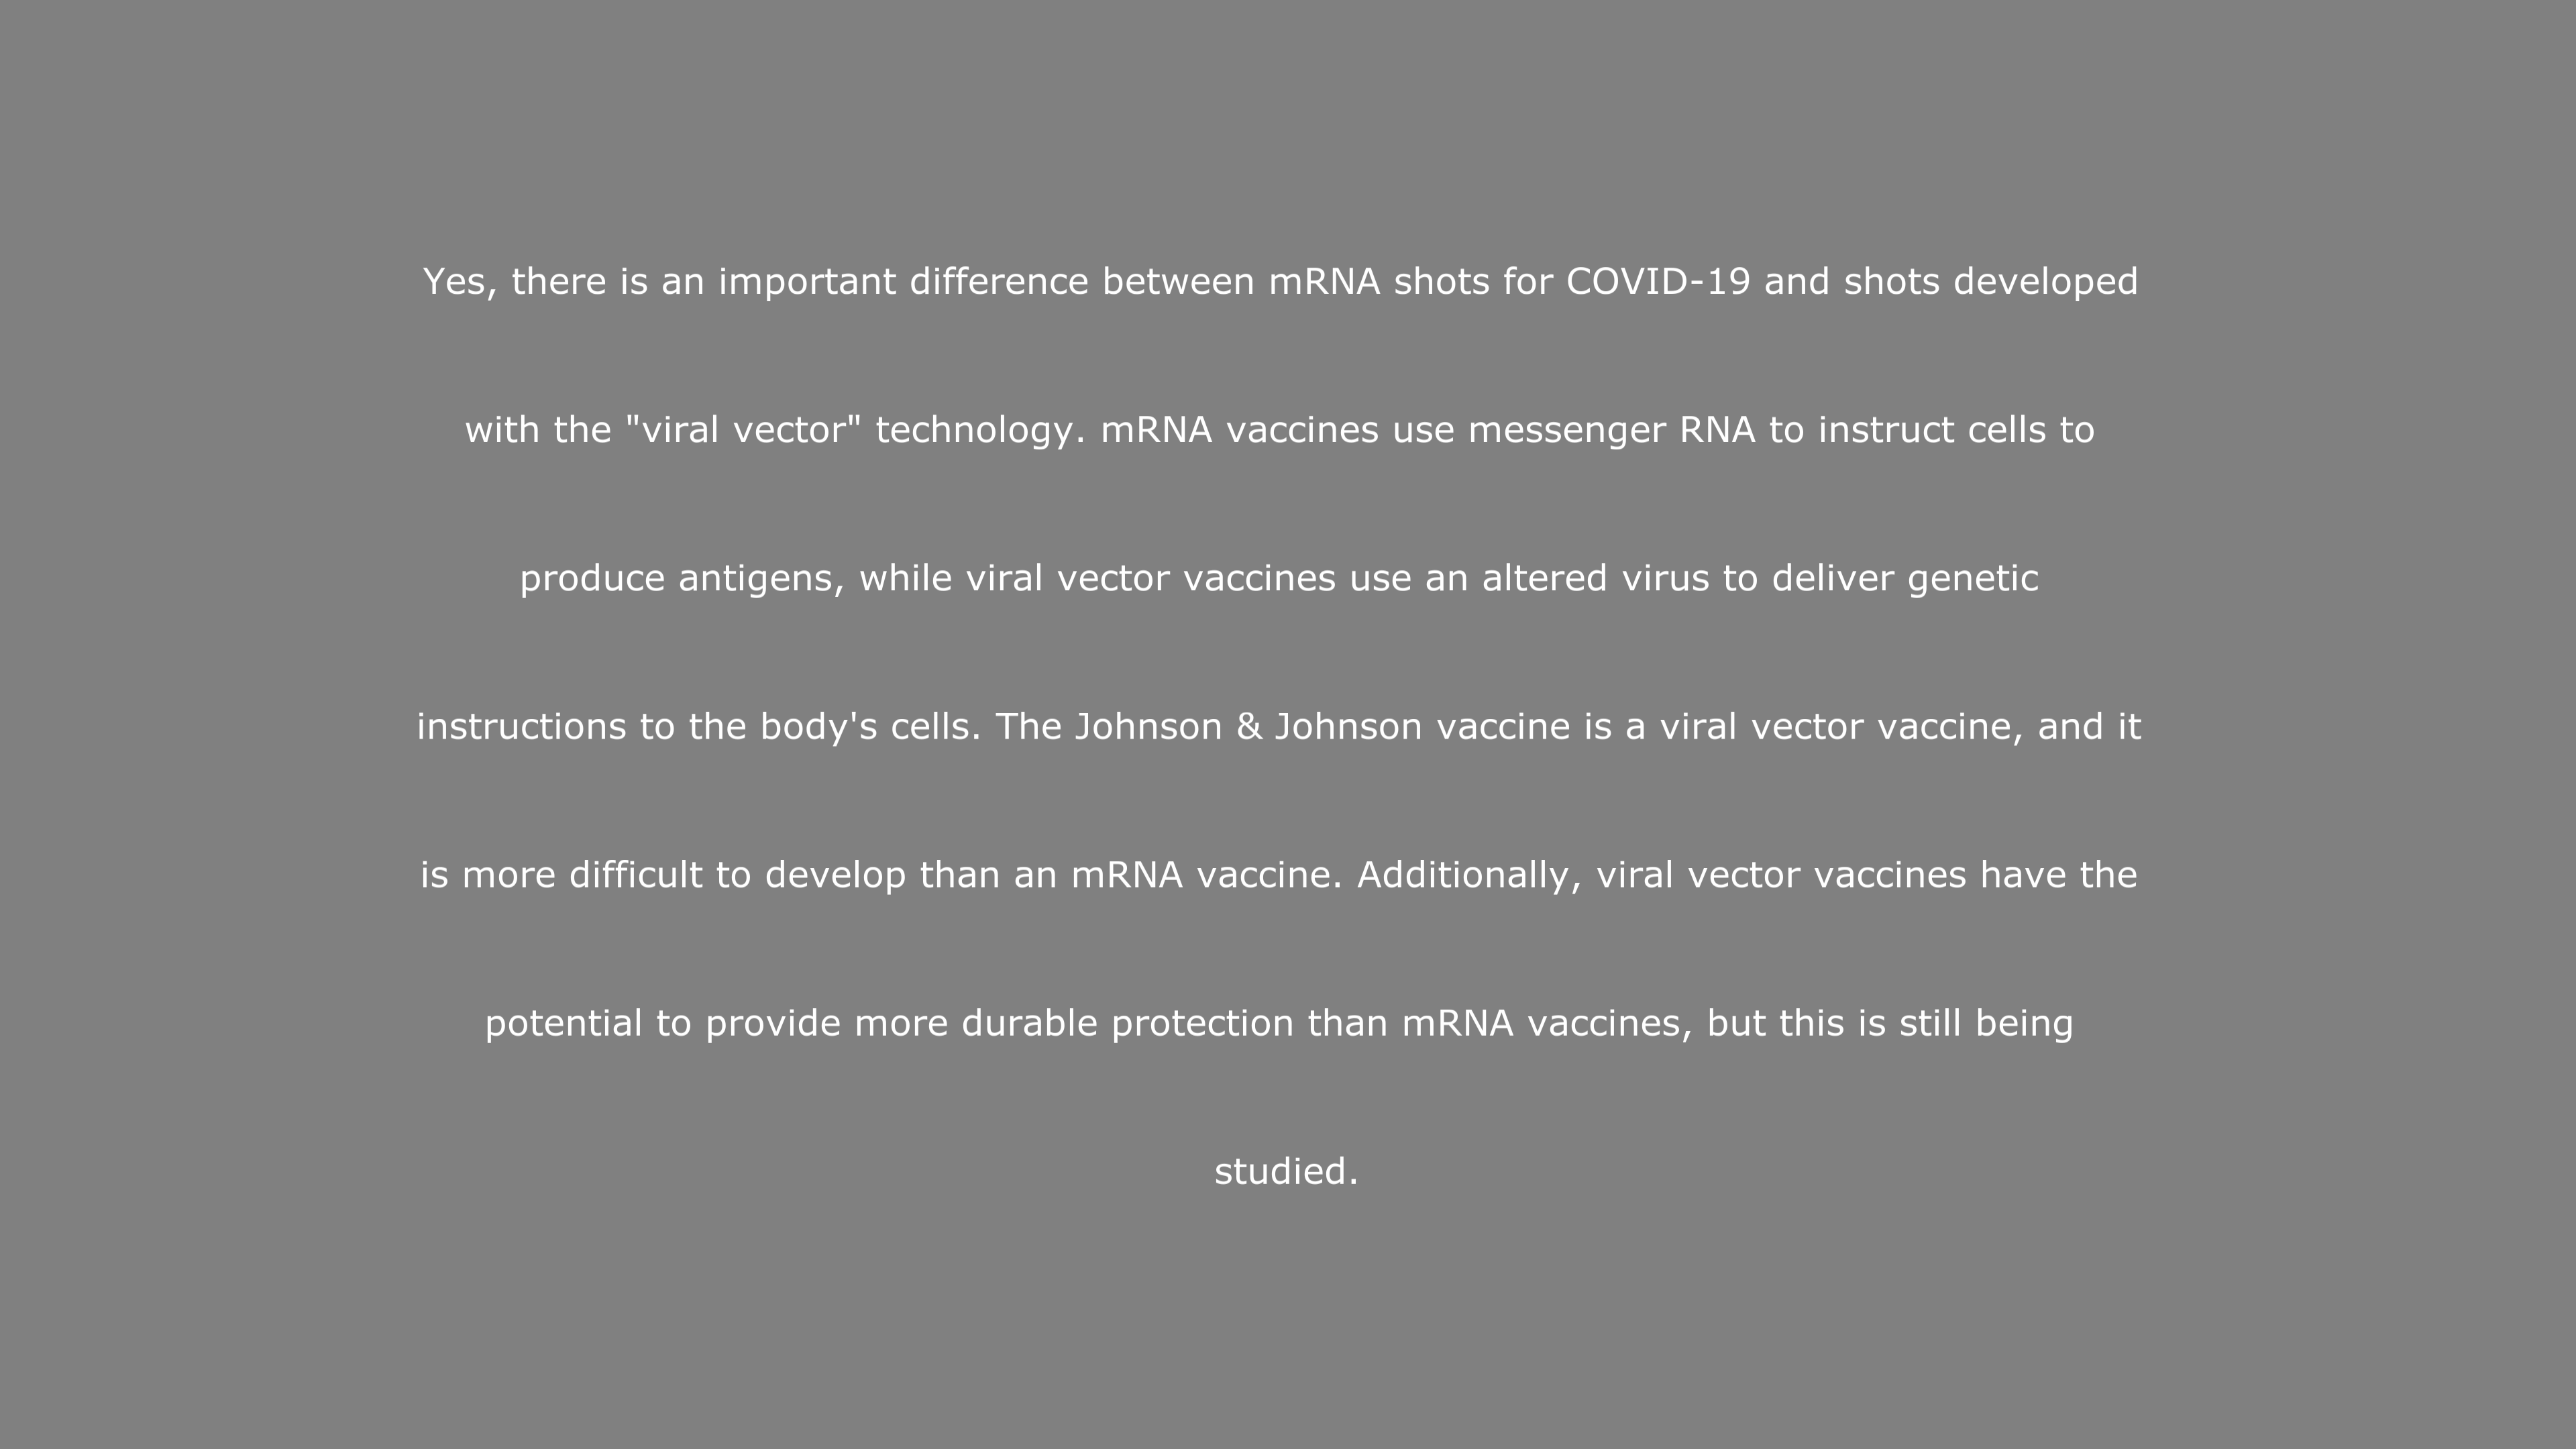 Yes, there is an important difference between mRNA shots for COVID-19 and shots developed
with the "viral vector" technology. mRNA vaccines use messenger RNA to instruct cells to
produce antigens, while viral vector vaccines use an altered virus to deliver genetic
instructions to the body's cells. The Johnson & Johnson vaccine is a viral vector vaccine, and it
is more difficult to develop than an mRNA vaccine. Additionally, viral vector vaccines have the
potential to provide more durable protection than mRNA vaccines, but this is still being
studied.